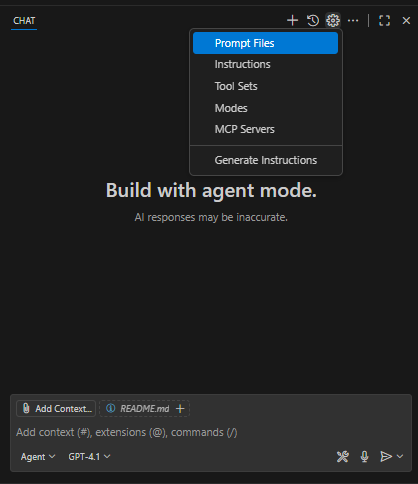 CHAT
Prompt Files
Instructions
Tool Sets
Modes
MCP Servers
Generate Instructions
Build with agent mode.
AI responses may be inaccurate.
Add Context...
README.md
Add context (#), extensions (@), commands (/)
Agent
GPT-4.1